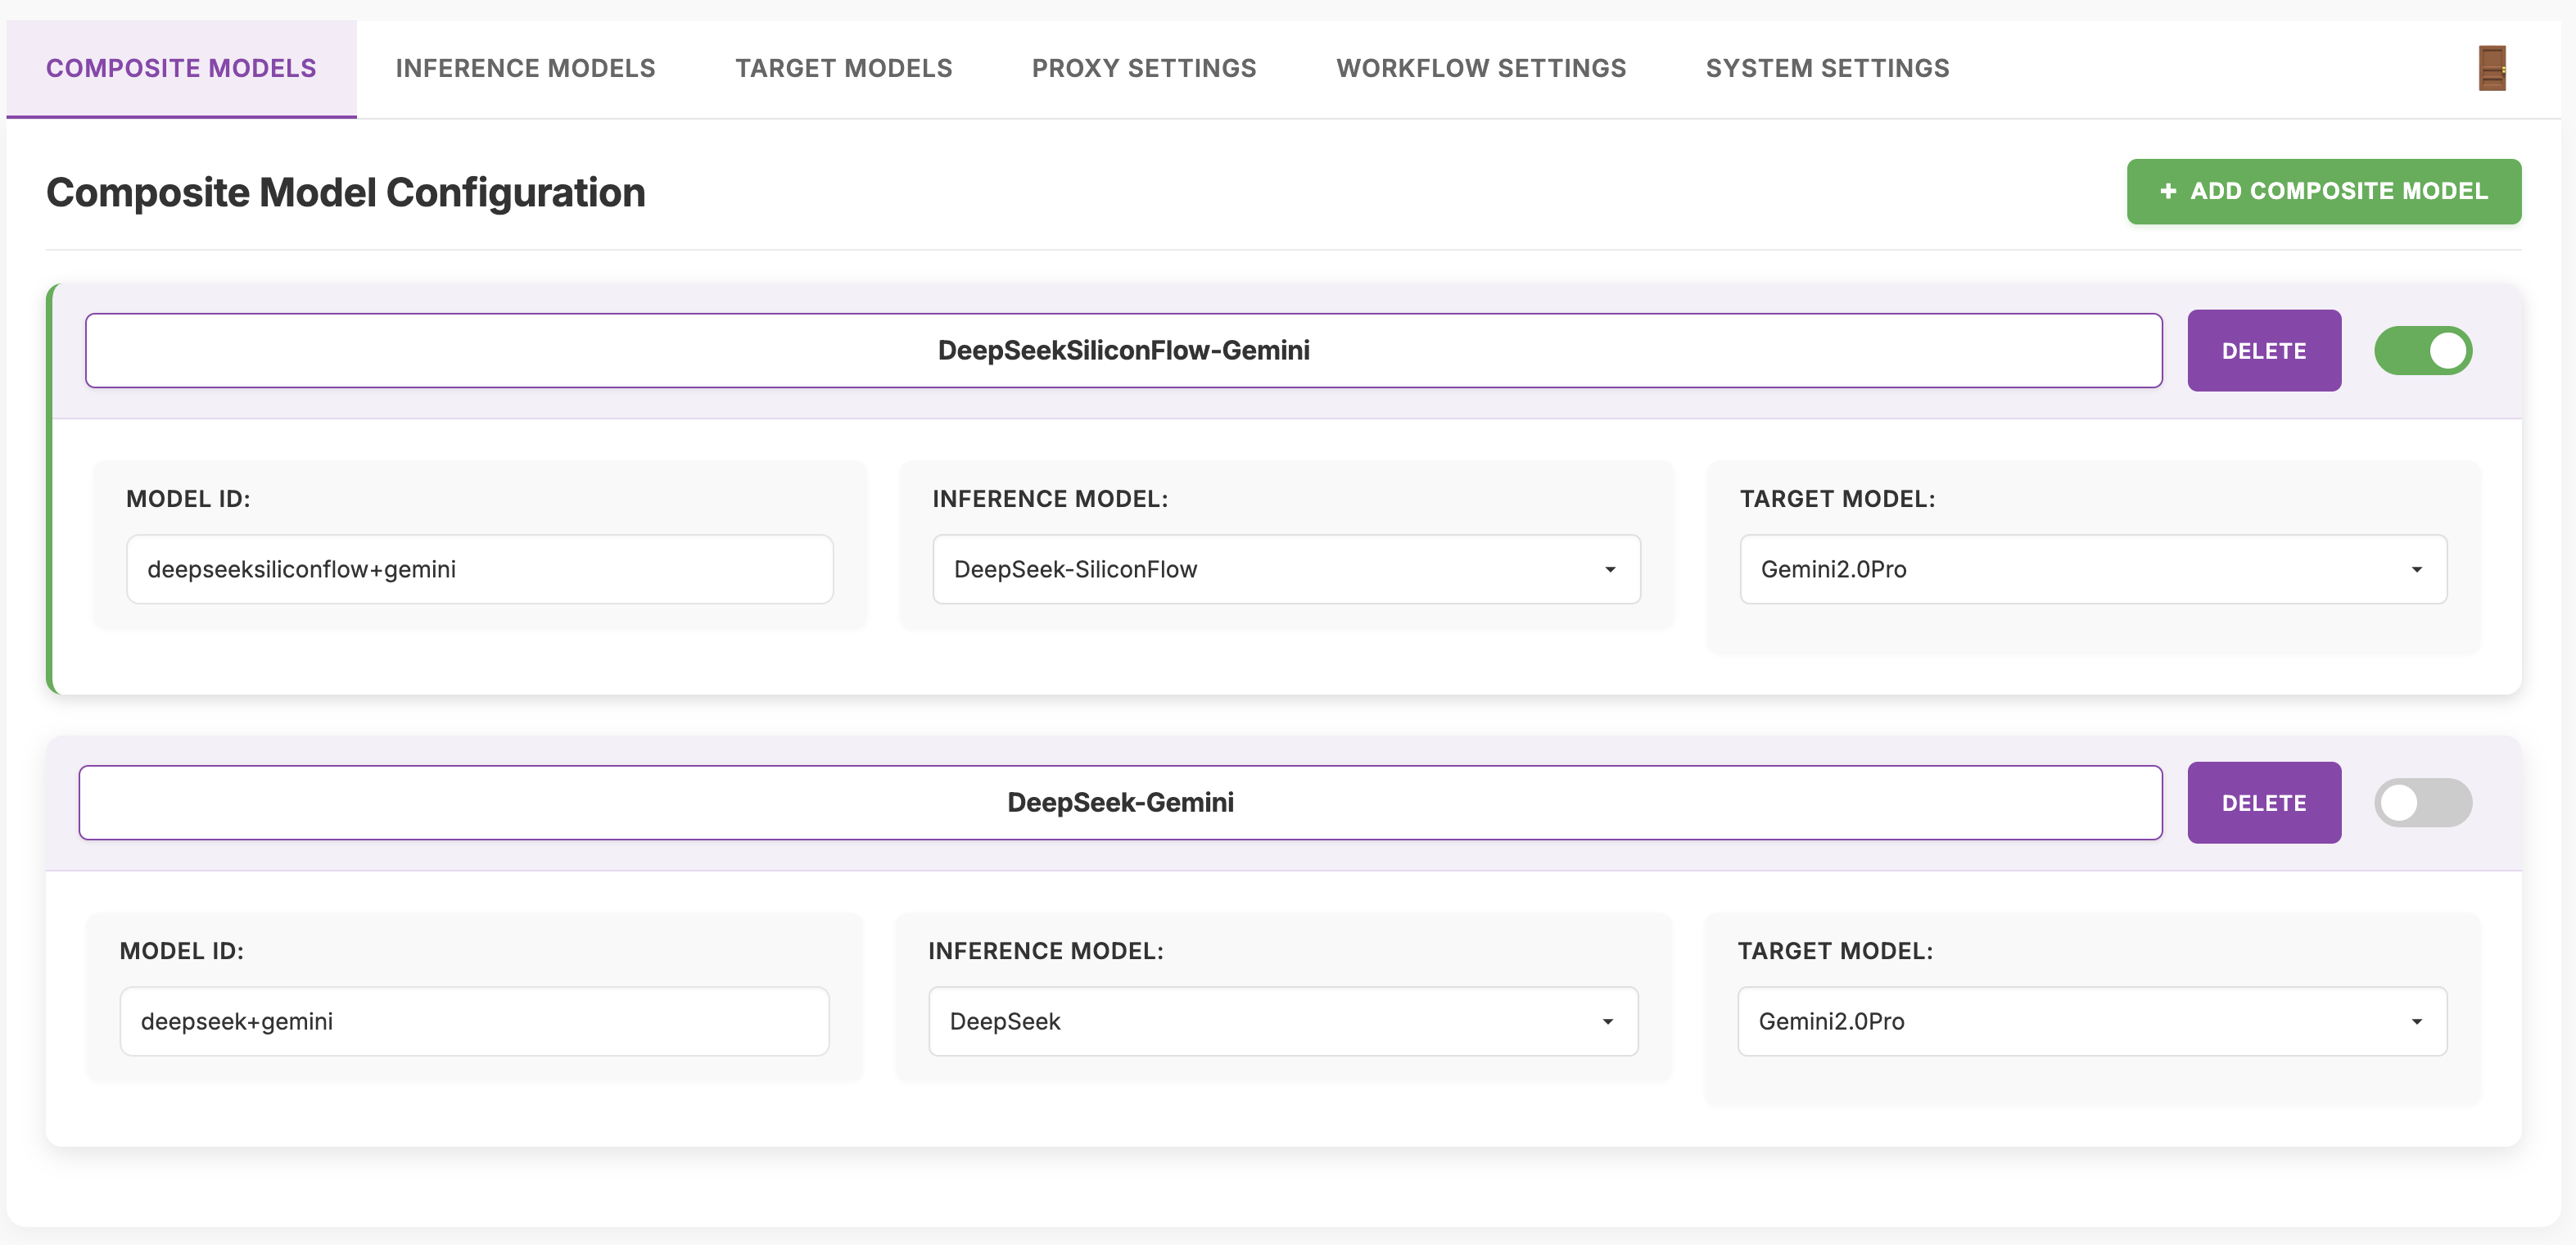 COMPOSITE MODELS INFERENCE MODELS TARGET MODELS PROXY SETTINGS WORKFLOW SETTINGS SYSTEM SETTINGS
Composite Model Configuration
+ ADD COMPOSITE MODEL
DeepSeekSiliconFlow-Gemini
DELETE
MODEL ID:
deepseeksiliconflow+gemini
INFERENCE MODEL:
DeepSeek-SiliconFlow
TARGET MODEL:
Gemini2.0Pro
DeepSeek-Gemini
DELETE
MODEL ID:
deepseek+gemini
INFERENCE MODEL:
DeepSeek
TARGET MODEL:
Gemini2.0Pro